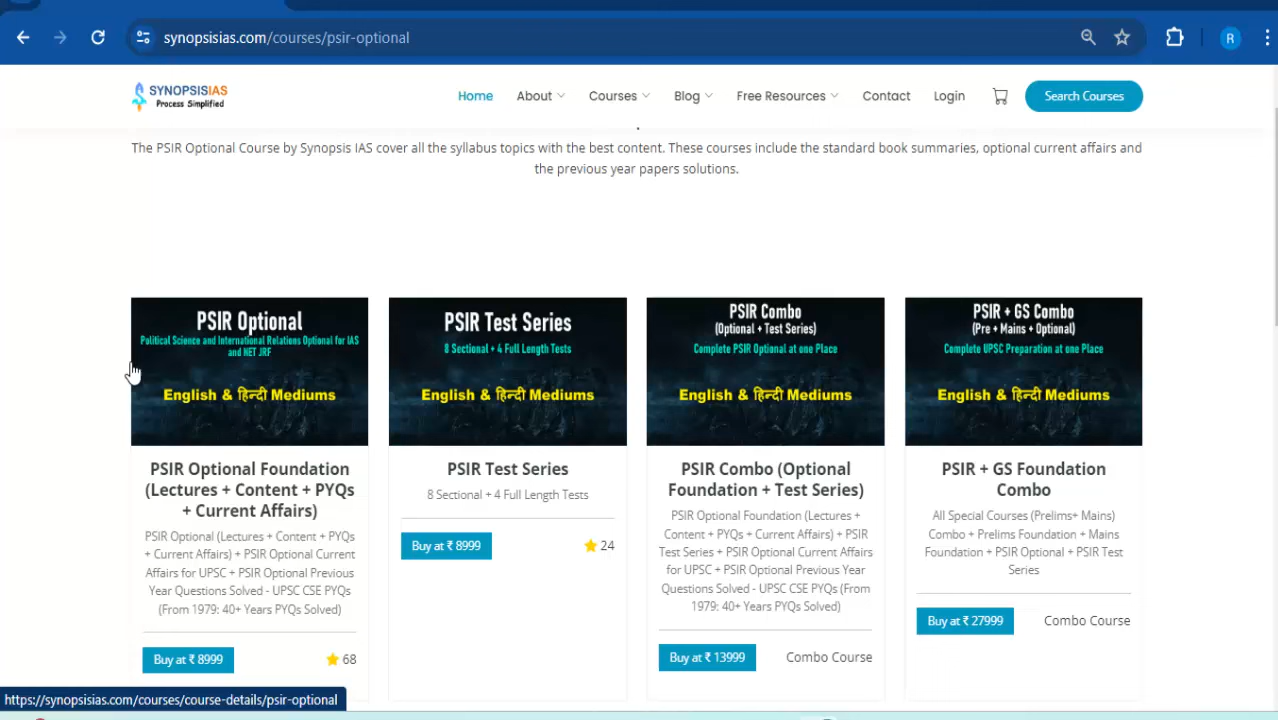 synopsisias.com/courses/psir-optional
R
SYNOPSISIAS
Process Simplified
Home
About
Courses
Blog
Free Resources
Contact
Login
Search Courses
The PSIR Optional Course by Synopsis IAS cover all the syllabus topics with the best content. These courses include the standard book summaries, optional current affairs and
the previous year papers solutions.
PSIR Optional
Political Science and International Relations Optional for IAS
and NET JRF
English & हिन्दी Mediums
PSIR Optional Foundation
(Lectures + Content + PYQs
+ Current Affairs)
PSIR Optional (Lectures + Content + PYQs
+ Current Affairs) + PSIR Optional Current
Affairs for UPSC + PSIR Optional Previous
Year Questions Solved - UPSC CSE PYQs
(From 1979: 40+ Years PYQs Solved)
Buy at ₹ 8999
68
PSIR Test Series
8 Sectional + 4 Full Length Tests
English & हिन्दी Mediums
PSIR Test Series
8 Sectional + 4 Full Length Tests
Buy at ₹ 8999
24
PSIR Combo
(Optional + Test Series)
Complete PSIR Optional at one Place
English & हिन्दी Mediums
PSIR Combo (Optional
Foundation + Test Series)
PSIR Optional Foundation (Lectures +
Content + PYQs + Current Affairs) + PSIR
Test Series + PSIR Optional Current Affairs
for UPSC + PSIR Optional Previous Year
Questions Solved - UPSC CSE PYQs (From
1979: 40+ Years PYQs Solved)
Buy at ₹ 13999
Combo Course
PSIR + GS Combo
(Pre + Mains + Optional)
Complete UPSC Preparation at one Place
English & हिन्दी Mediums
PSIR + GS Foundation
Combo
All Special Courses (Prelims+ Mains)
Combo + Prelims Foundation + Mains
Foundation + PSIR Optional + PSIR Test
Series
Buy at ₹ 27999
Combo Course
https://synopsisias.com/courses/course-details/psir-optional